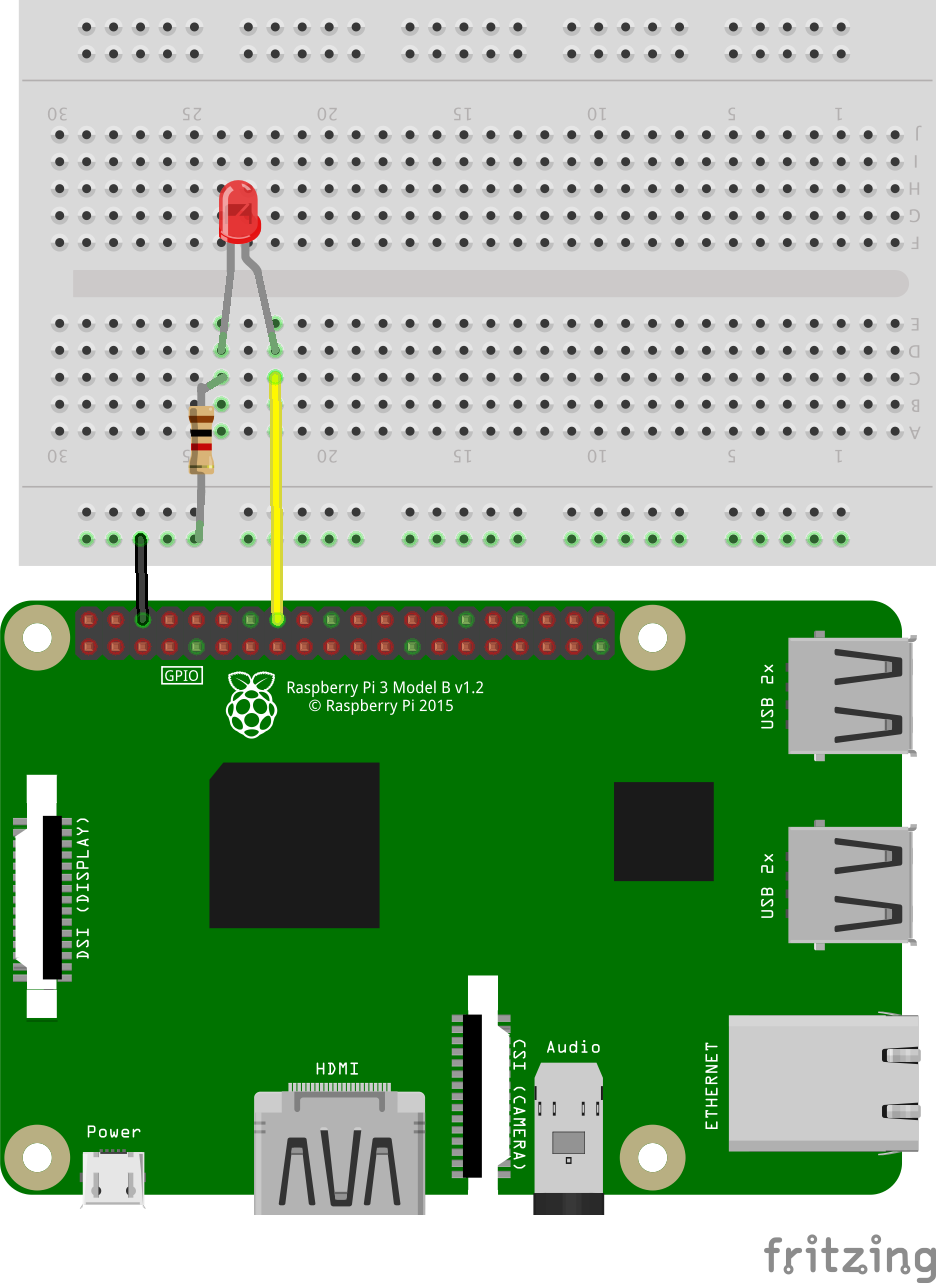 30 25 20 15 10 5 1
J
I
H
G
F
E
D
C
B
A
30 5 20 15 10 5 1
GPIO
Raspberry Pi 3 Model B v1.2
© Raspberry Pi 2015
USB 2x
DSI (DISPLAY)
USB 2x
CSI (CAMERA)
Audio
ETHERNET
HDMI
Power
fritzing